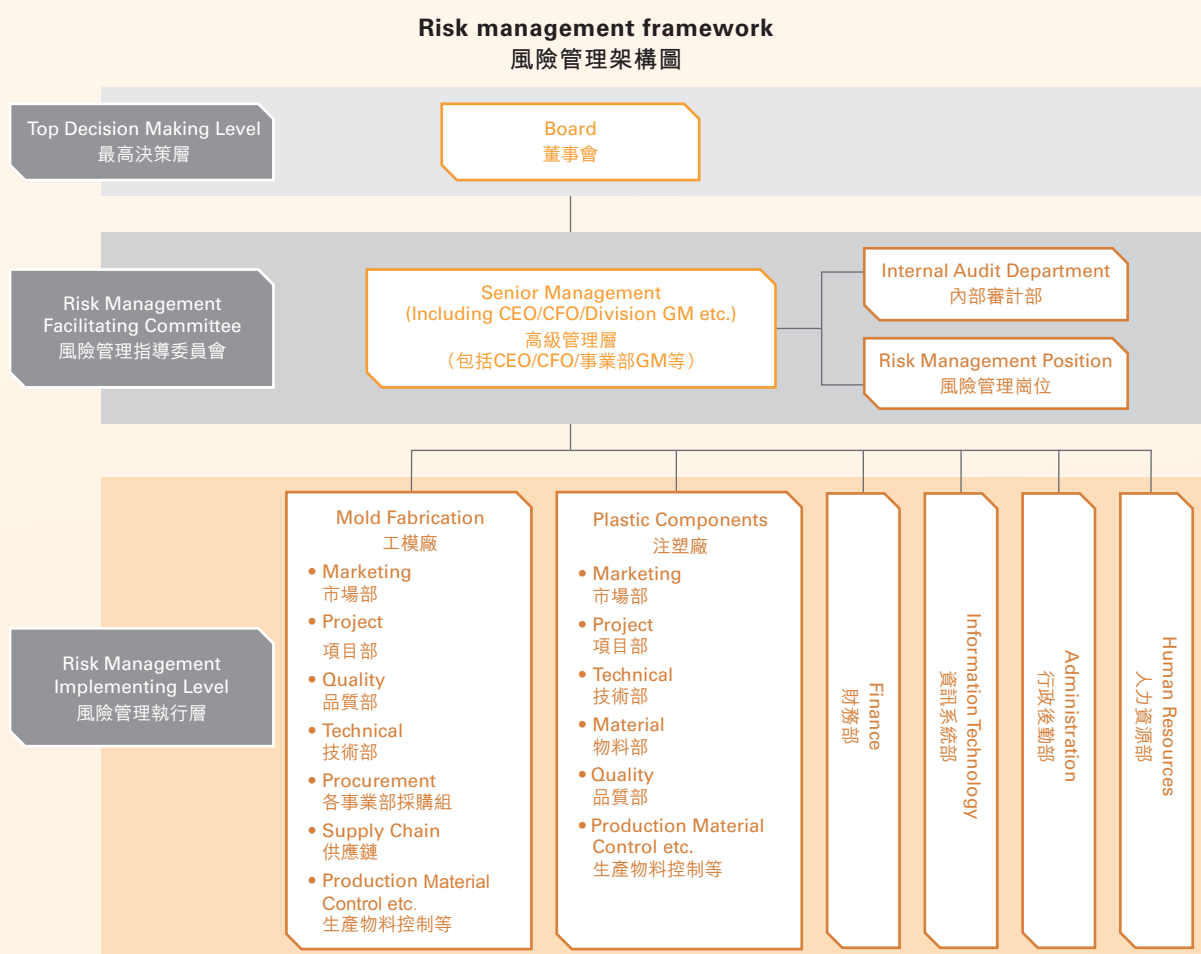 Risk management framework
風險管理架構圖
Top Decision Making Level
最高決策層
Board
董事會
Risk Management
Facilitating Committee
風險管理指導委員會
Senior Management
(Including CEO/CFO/Division GM etc.)
高級管理層
（包括CEO/CFO/事業部GM等）
Internal Audit Department
內部審計部
Risk Management Position
風險管理崗位
Risk Management
Implementing Level
風險管理執行層
Mold Fabrication
工模廠
• Marketing
市場部
• Project
項目部
• Quality
品質部
• Technical
技術部
• Procurement
各事業部採購組
• Supply Chain
供應鏈
• Production Material
Control etc.
生產物料控制等
Plastic Components
注塑廠
• Marketing
市場部
• Project
項目部
• Technical
技術部
• Material
物料部
• Quality
品質部
• Production Material
Control etc.
生產物料控制等
Finance
財務部
Information Technology
資訊系統部
Administration
行政後勤部
Human Resources
人力資源部